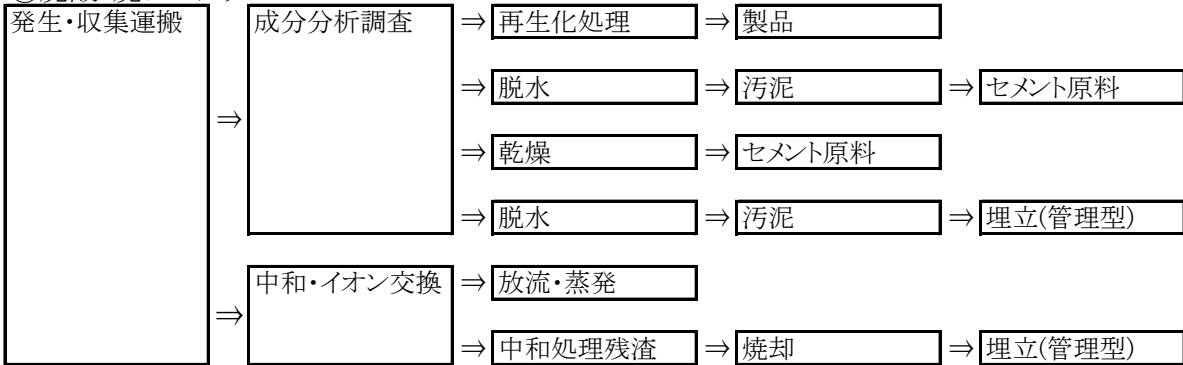 発生・収集運搬 成分分析調査 ⇒ 再生化処理 ⇒ 製品
⇒ 脱水 ⇒ 汚泥 ⇒ セメント原料
⇒
⇒ 乾燥 ⇒ セメント原料
⇒ 脱水 ⇒ 汚泥 ⇒ 埋立(管理型)
中和・イオン交換 ⇒ 放流・蒸発
⇒
⇒ 中和処理残渣 ⇒ 焼却 ⇒ 埋立(管理型)